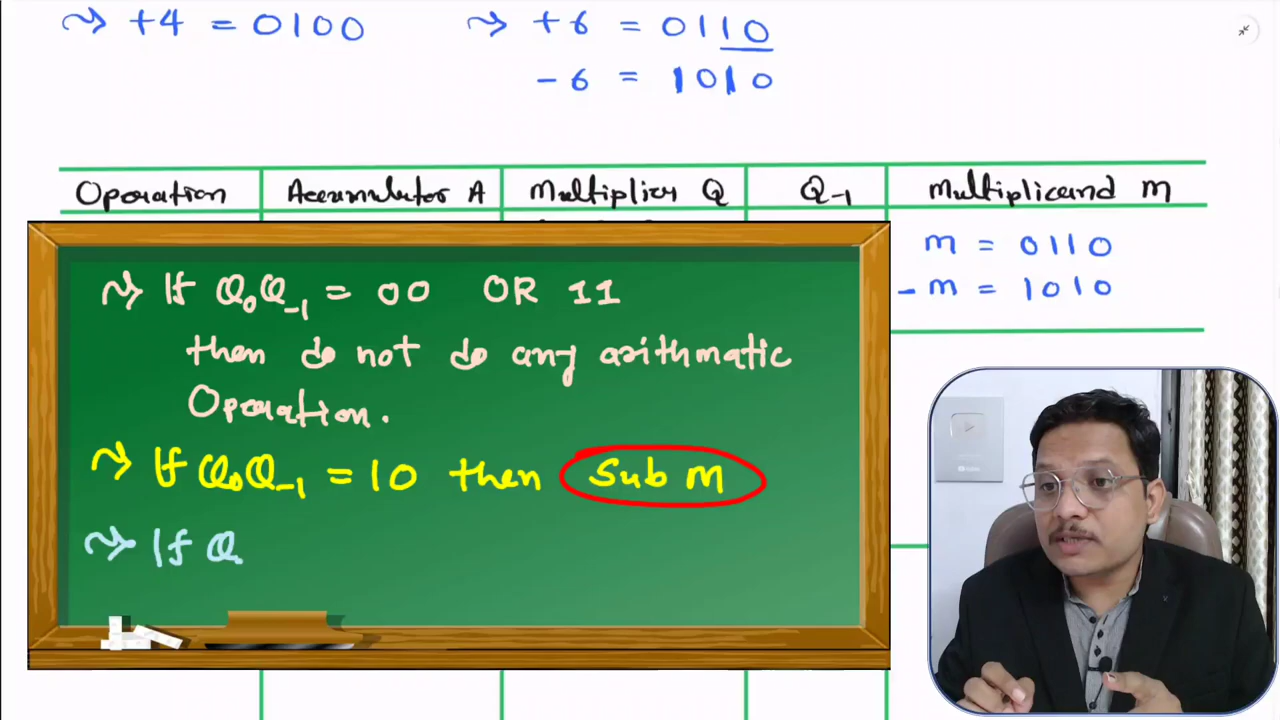 ↝ +4 = 0100
↝ +6 = 0110
-6 = 1010
Operation Accumulator A Multiplier Q Q-1 Multiplicand M
M = 0110
-M = 1010
↝ If Q₀Q₋₁ = 00 OR 11
then do not do any arithmatic
Operation.
↝ If Q₀Q₋₁ = 10 then Sub M
↝ If Q